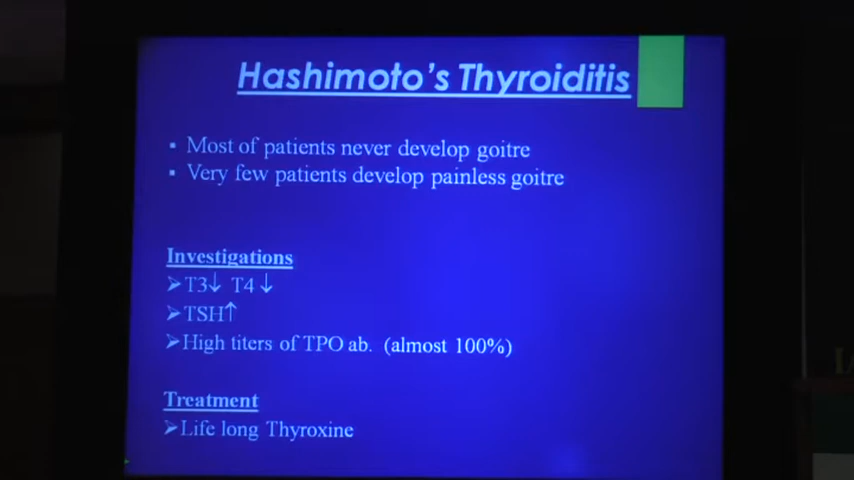 Hashimoto's Thyroiditis
▪ Most of patients never develop goitre
▪ Very few patients develop painless goitre
Investigations
➢T3↓ T4↓
➢TSH↑
➢High titers of TPO ab. (almost 100%)
Treatment
➢Life long Thyroxine